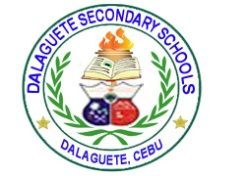 DALAGUETE SECONDARY SCHOOLS
DALAGUETE, CEBU